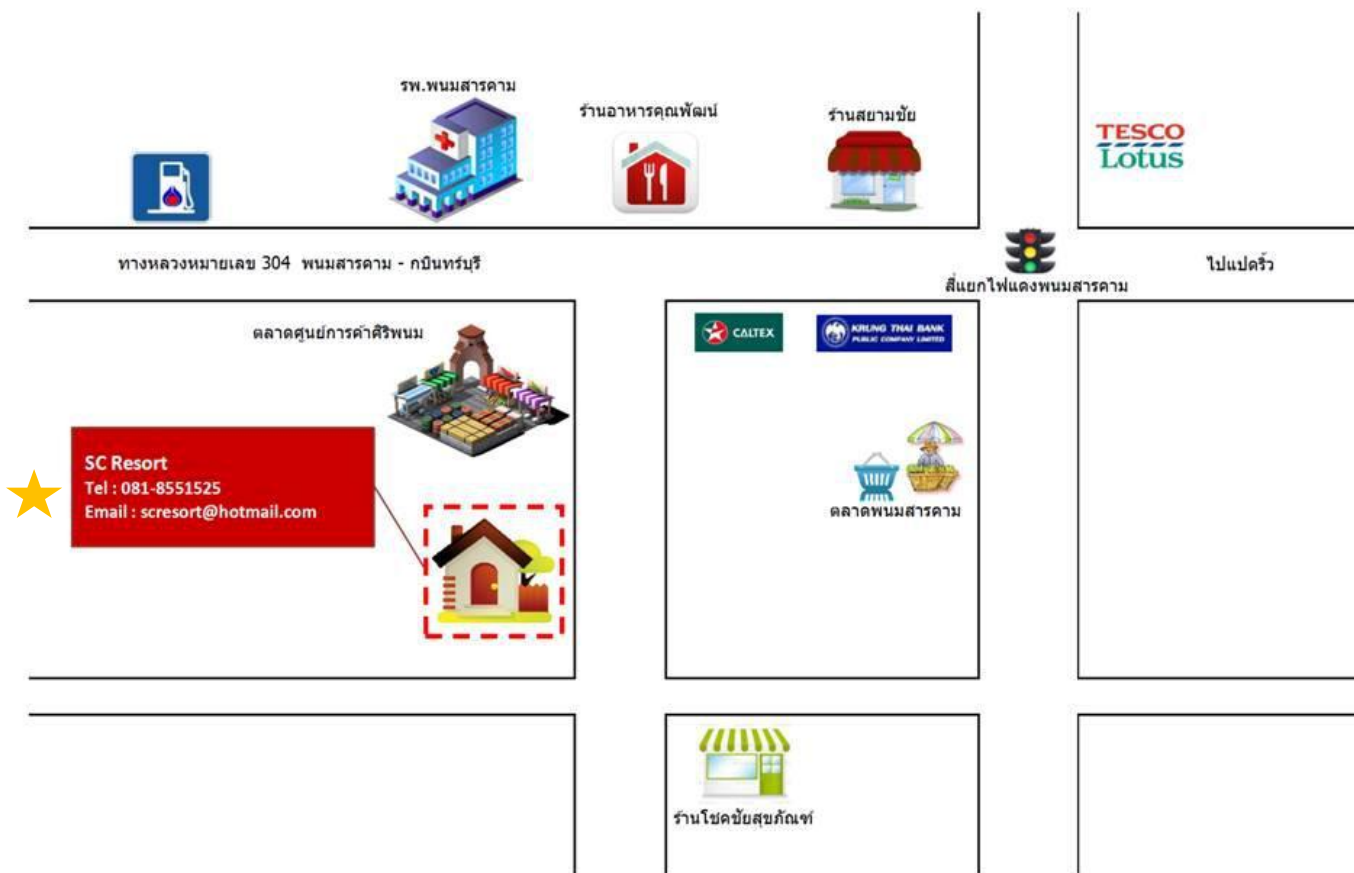 รพ.พนมสารคาม
ร้านอาหารคุณพัฒน์
ร้านสยามชัย
TESCO
Lotus
ทางหลวงหมายเลข 304 พนมสารคาม - กบินทร์บุรี
ไปแปดริ้ว
สี่แยกไฟแดงพนมสารคาม
ตลาดศูนย์การค้าศิริพนม
CALTEX
KRUNG THAI BANK
PUBLIC COMPANY LIMITED
SC Resort
Tel : 081-8551525
Email : scresort@hotmail.com
ตลาดพนมสารคาม
ร้านโชคชัยสุขภัณฑ์